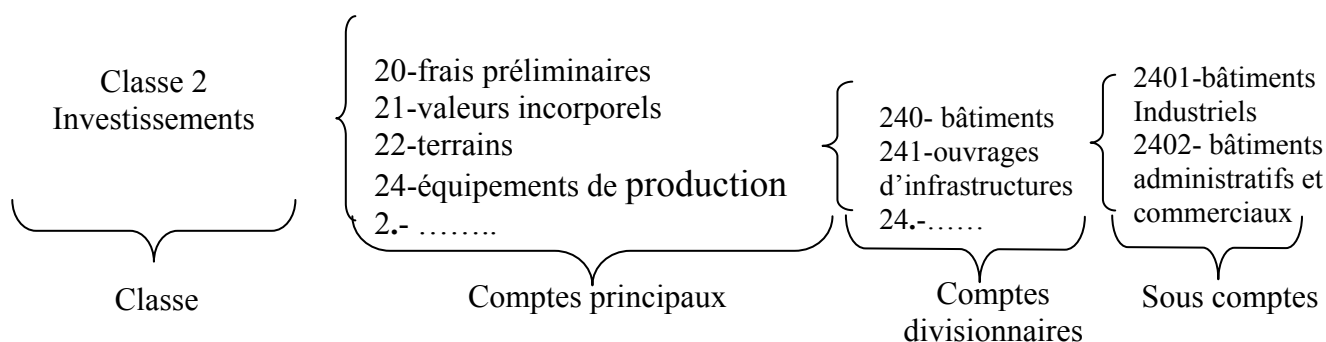 Classe 2
Investissements
20-frais préliminaires
21-valeurs incorporels
22-terrains
24-équipements de production
2.- ........
240- bâtiments
241-ouvrages
d’infrastructures
24.-……
2401-bâtiments
Industriels
2402- bâtiments
administratifs et
commerciaux
Classe
Comptes principaux
Comptes
divisionnaires
Sous comptes